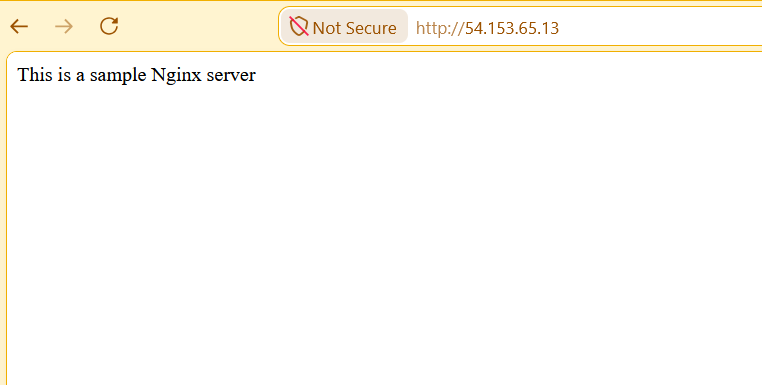 Not Secure http://54.153.65.13
This is a sample Nginx server